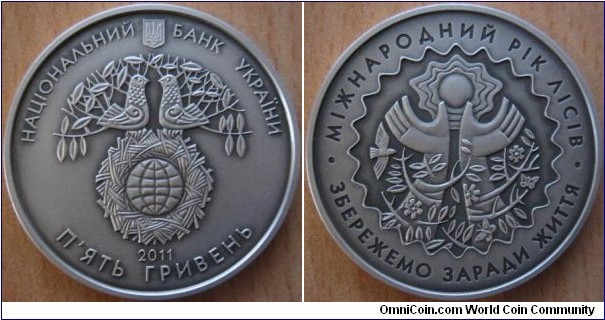 НАЦІОНАЛЬНИЙ БАНК УКРАЇНИ
2011
П'ЯТЬ ГРИВЕНЬ
МІЖНАРОДНИЙ РІК ЛІСІВ
ЗБЕРЕЖЕМО ЗАРАДИ ЖИТТЯ
OmniCoin.com World Coin Community